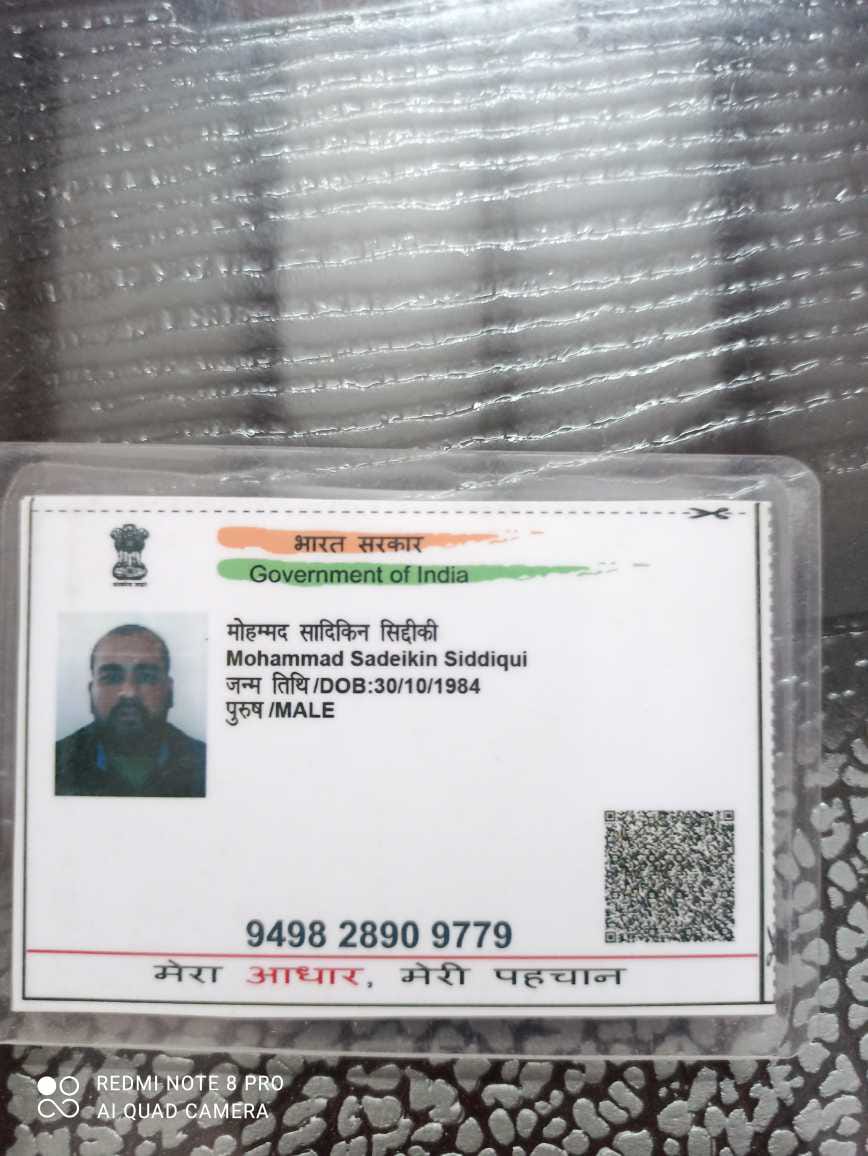 भारत सरकार
Government of India
मोहम्मद सादिकिन सिद्दीकी
Mohammad Sadeikin Siddiqui
जन्म तिथि /DOB:30/10/1984
पुरुष /MALE
9498 2890 9779
मेरा आधार, मेरी पहचान
REDMI NOTE 8 PRO
AI QUAD CAMERA